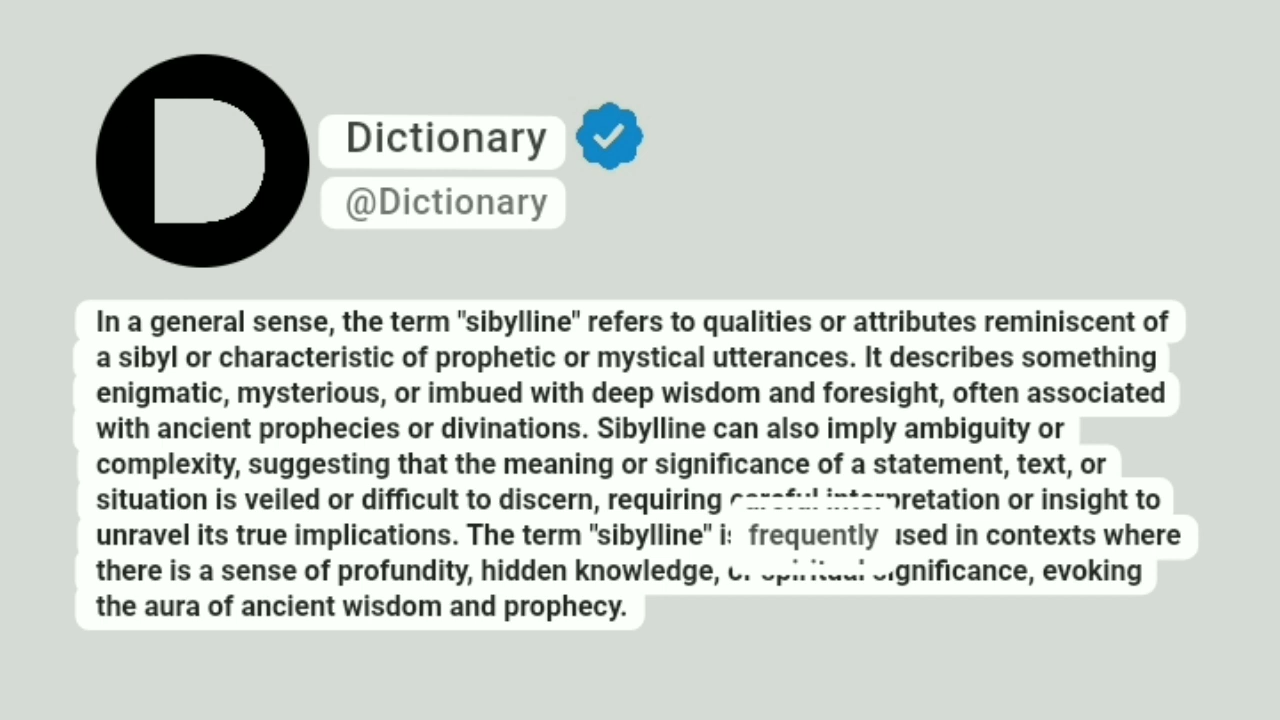 D
Dictionary
@Dictionary
In a general sense, the term "sibylline" refers to qualities or attributes reminiscent of
a sibyl or characteristic of prophetic or mystical utterances. It describes something
enigmatic, mysterious, or imbued with deep wisdom and foresight, often associated
with ancient prophecies or divinations. Sibylline can also imply ambiguity or
complexity, suggesting that the meaning or significance of a statement, text, or
situation is veiled or difficult to discern, requiring careful interpretation or insight to
unravel its true implications. The term "sibylline" is frequently used in contexts where
there is a sense of profundity, hidden knowledge, or spiritual significance, evoking
the aura of ancient wisdom and prophecy.